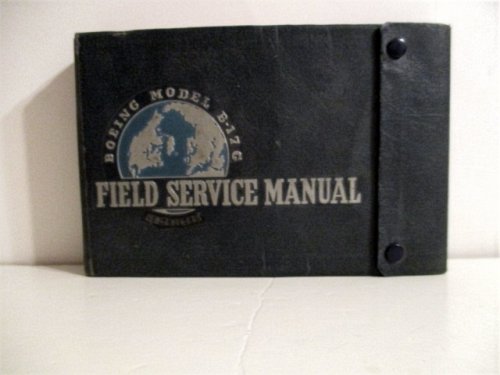 BOEING MODEL B-17G
FIELD SERVICE MANUAL